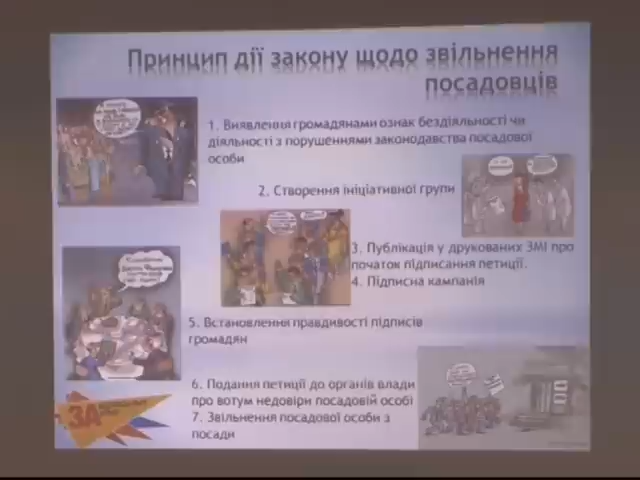 Принцип дії закону щодо звільнення
посадовців
1. Виявлення громадянами ознак бездіяльності чи
діяльності з порушеннями законодавства посадової
особи
2. Створення ініціативної групи
3. Публікація у друкованих ЗМІ про
початок підписання петиції.
4. Підписна кампанія
5. Встановлення правдивості підписів
громадян
6. Подання петиції до органів влади
про вотум недовіри посадовій особі
7. Звільнення посадової особи з
посади
ЗА